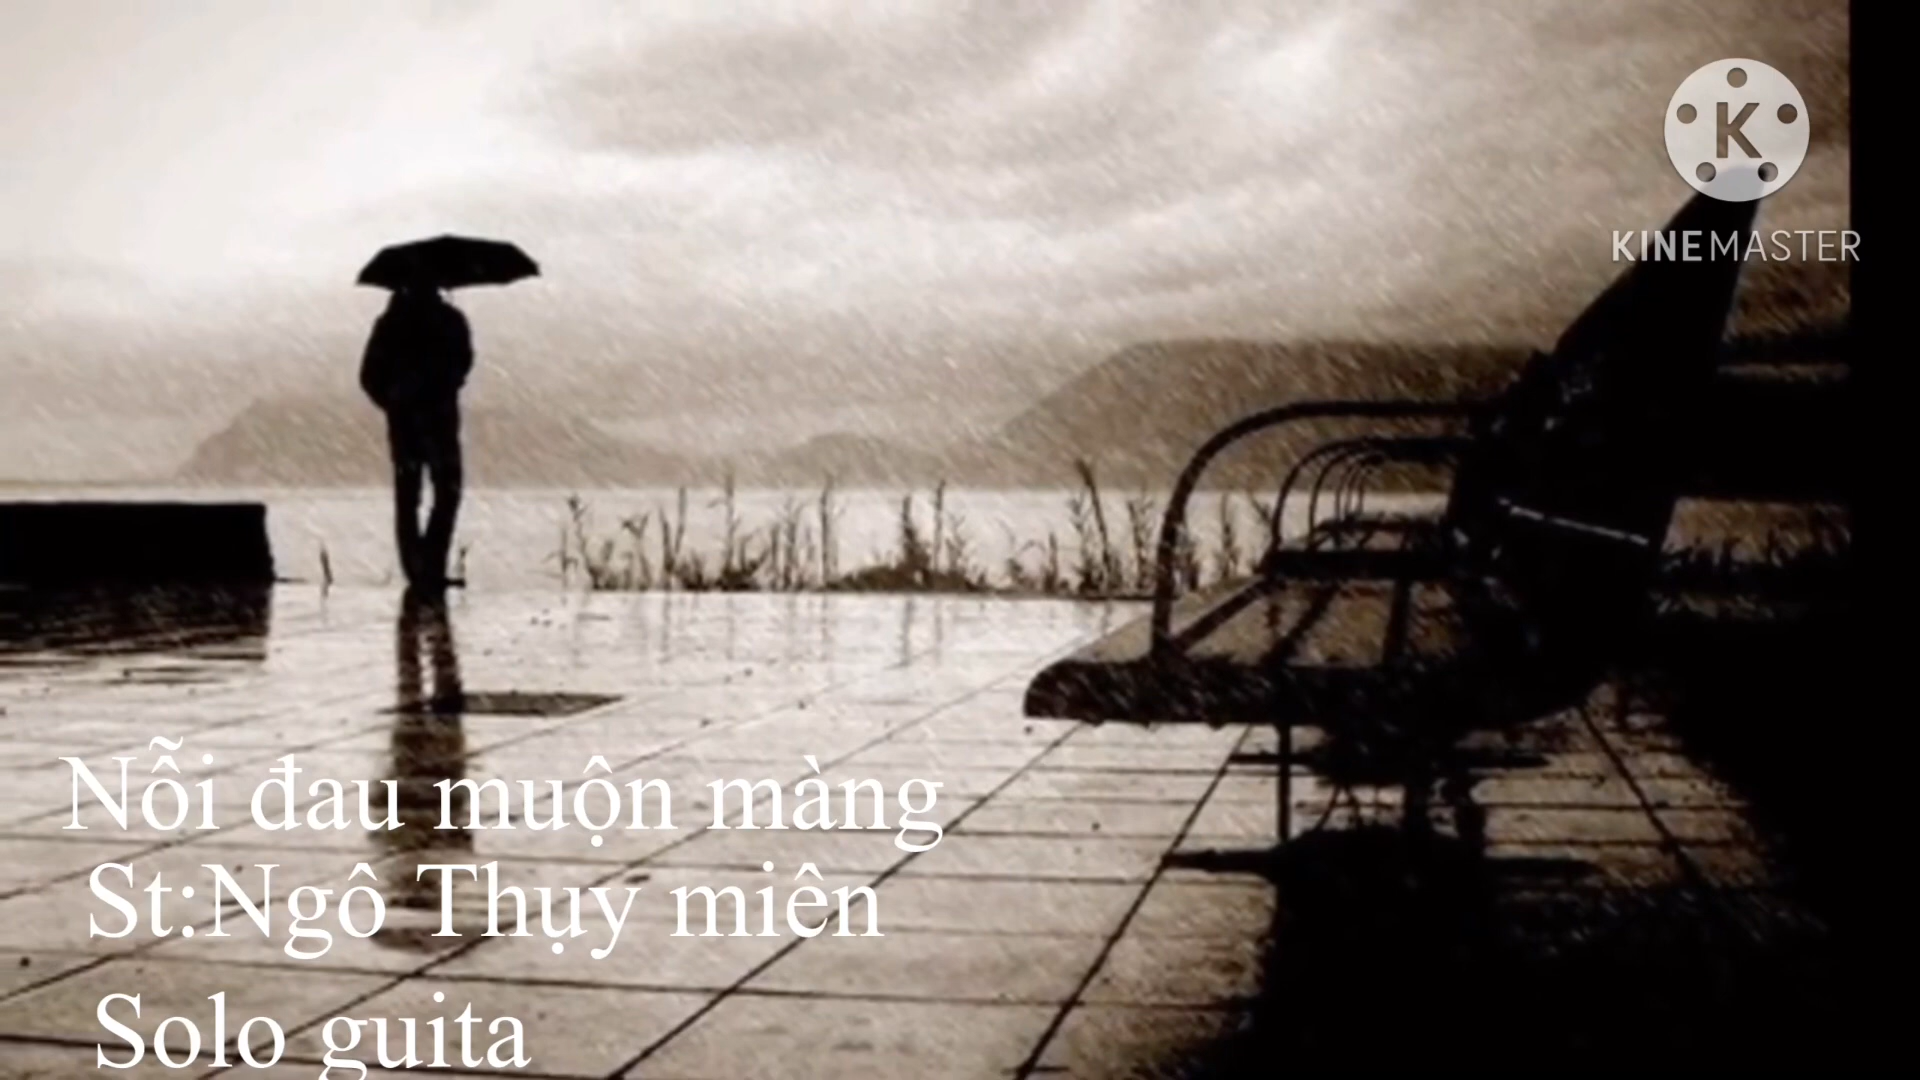 K
KINEMASTER
Nỗi đau muộn màng
St:Ngô Thụy miên
Solo guita